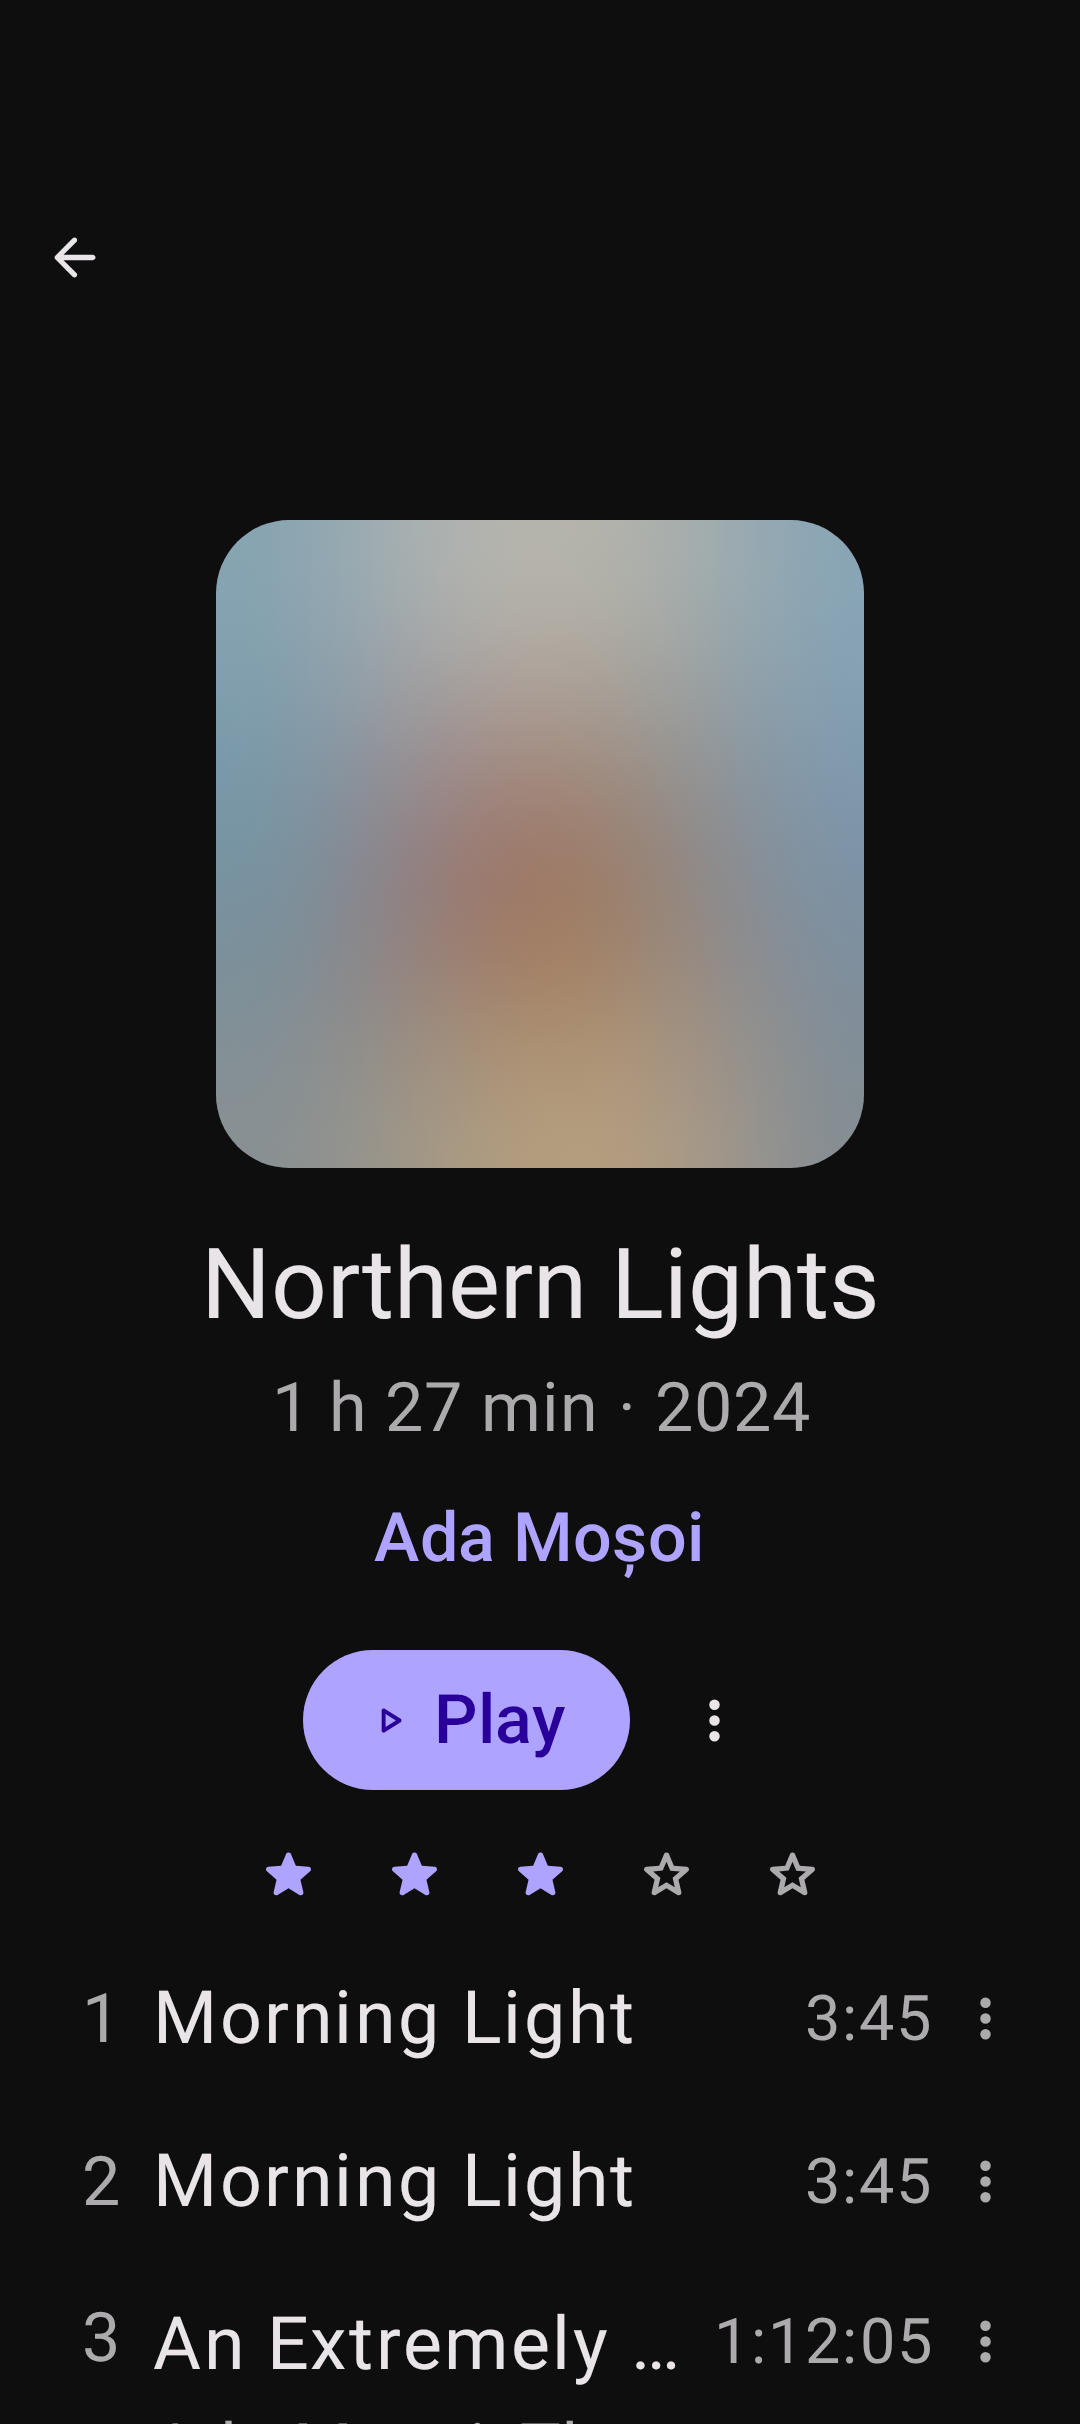 Northern Lights
1 h 27 min · 2024
Ada Moșoi
Play
1 Morning Light 3:45
2 Morning Light 3:45
3 An Extremely … 1:12:05